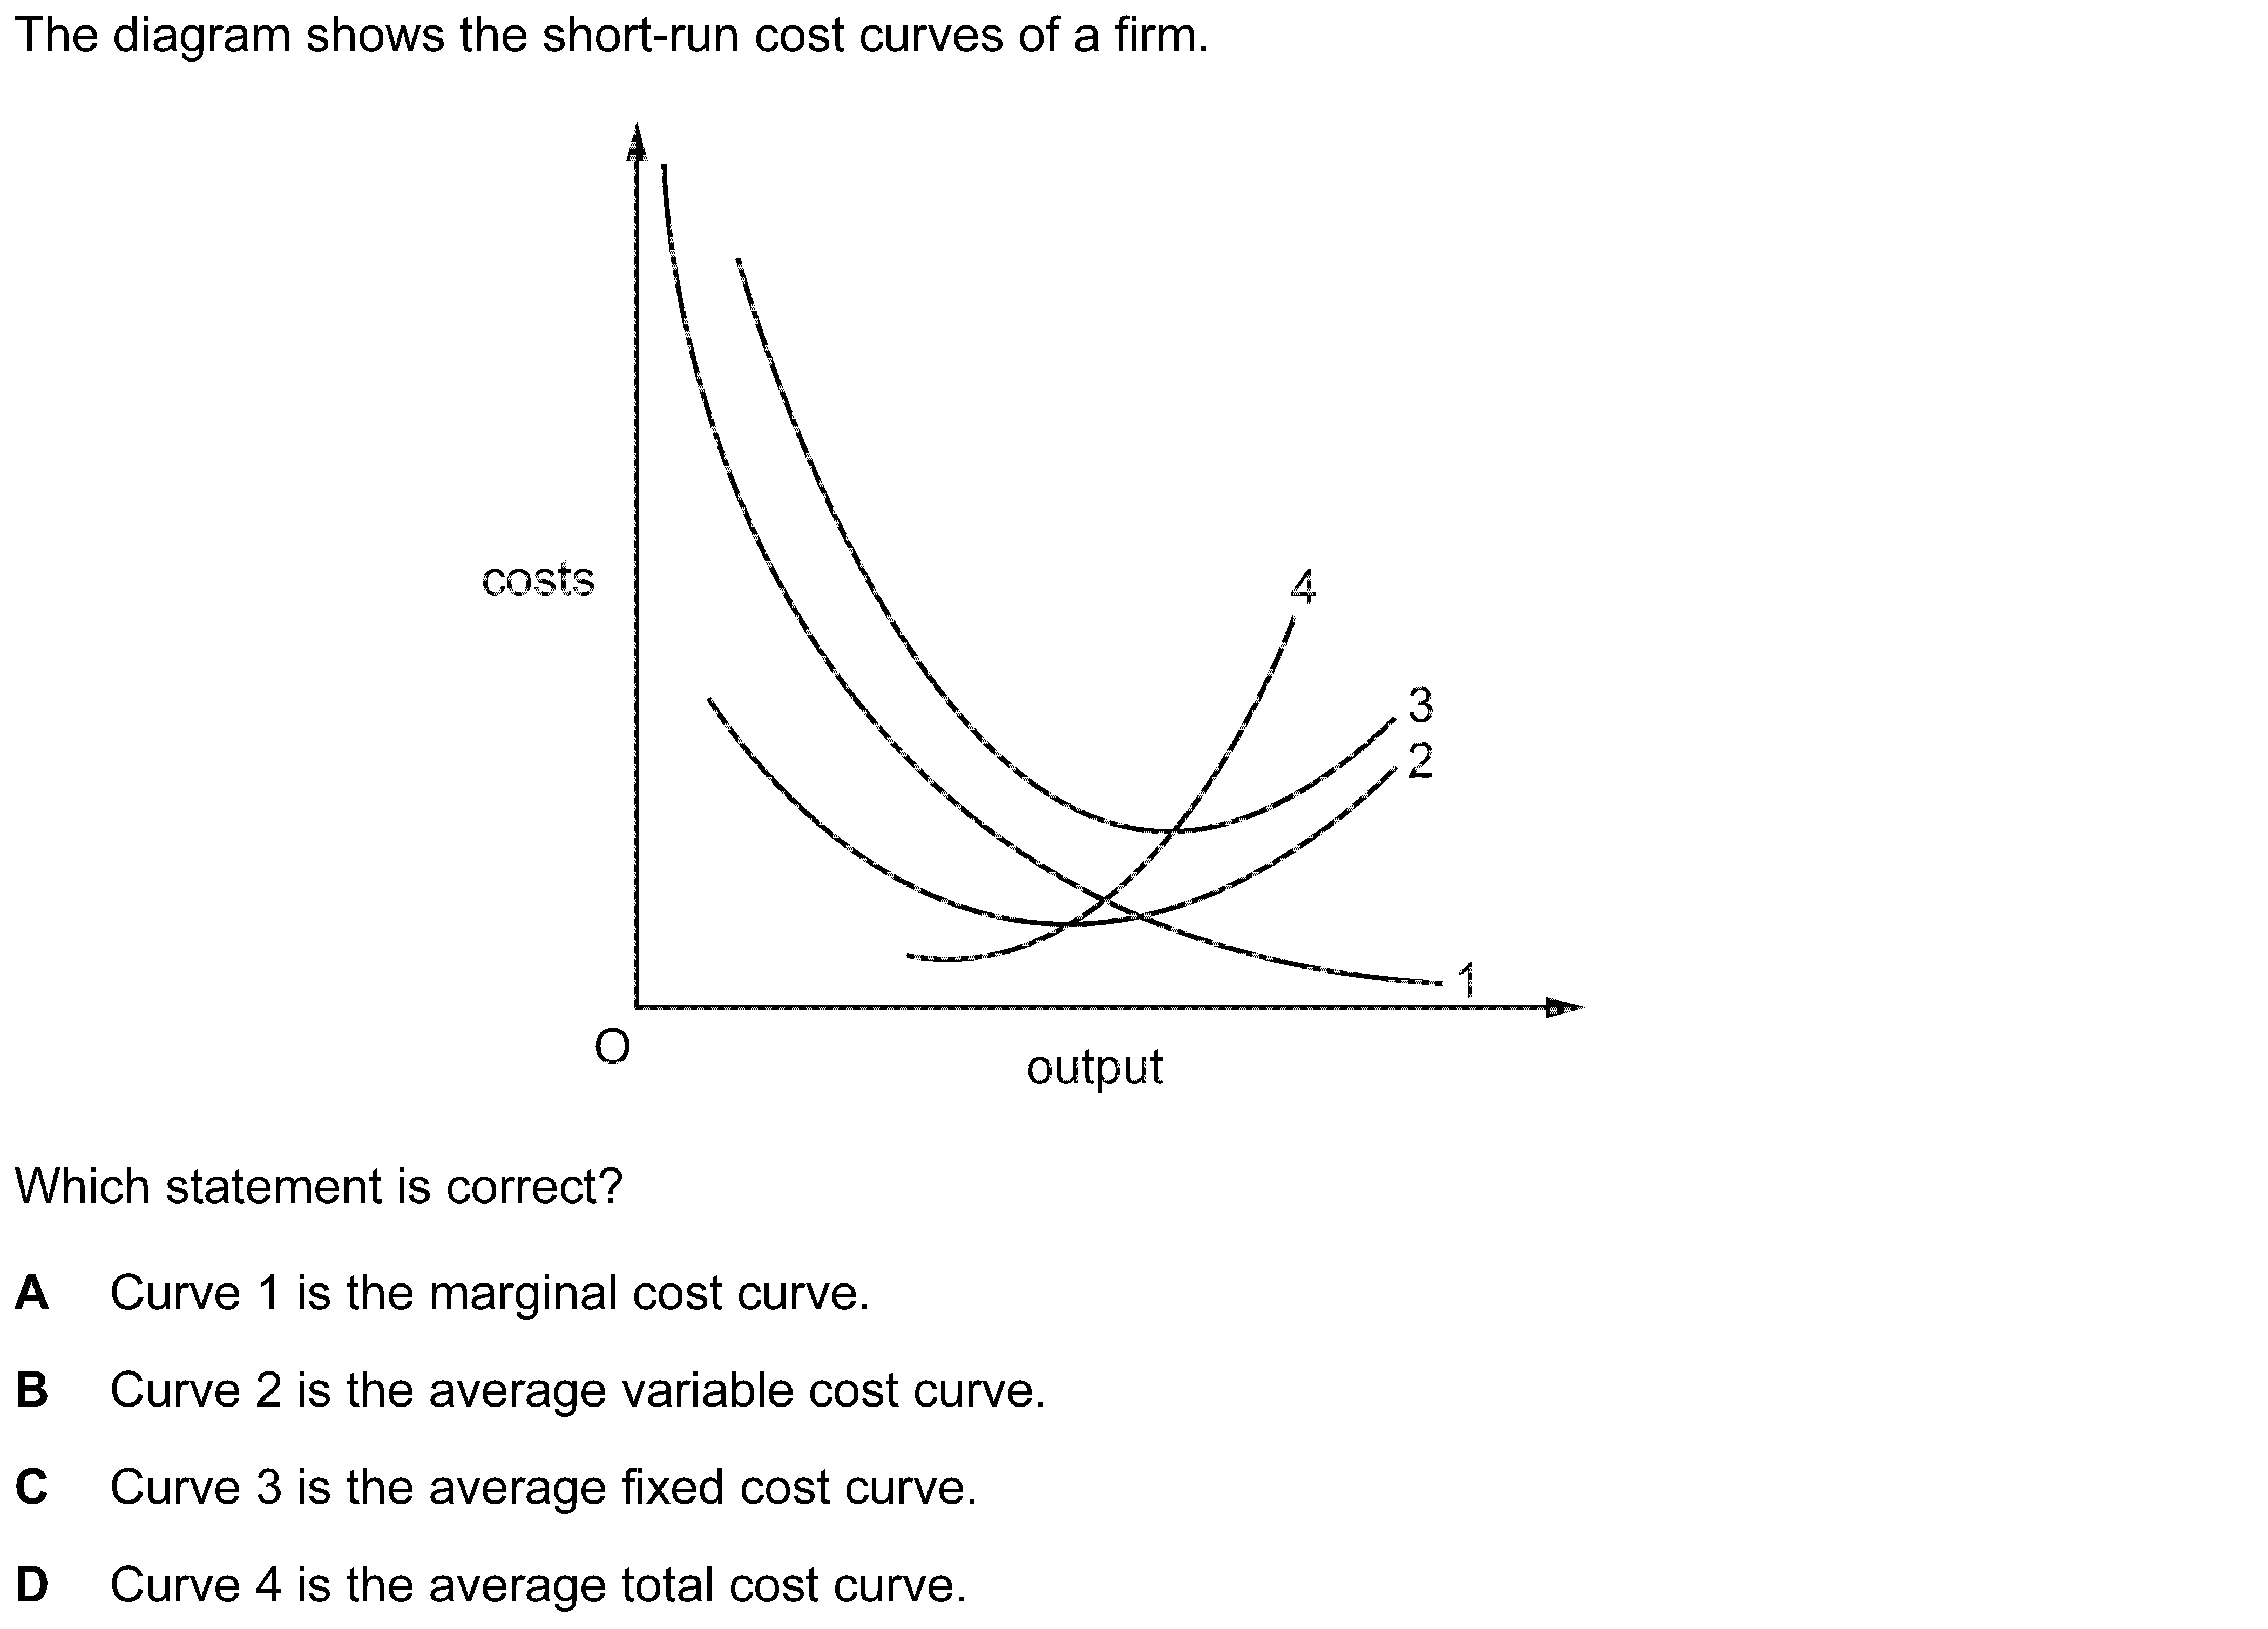 The diagram shows the short-run cost curves of a firm.
costs
4
3
2
1
O
output
Which statement is correct?
A Curve 1 is the marginal cost curve.
B Curve 2 is the average variable cost curve.
C Curve 3 is the average fixed cost curve.
D Curve 4 is the average total cost curve.